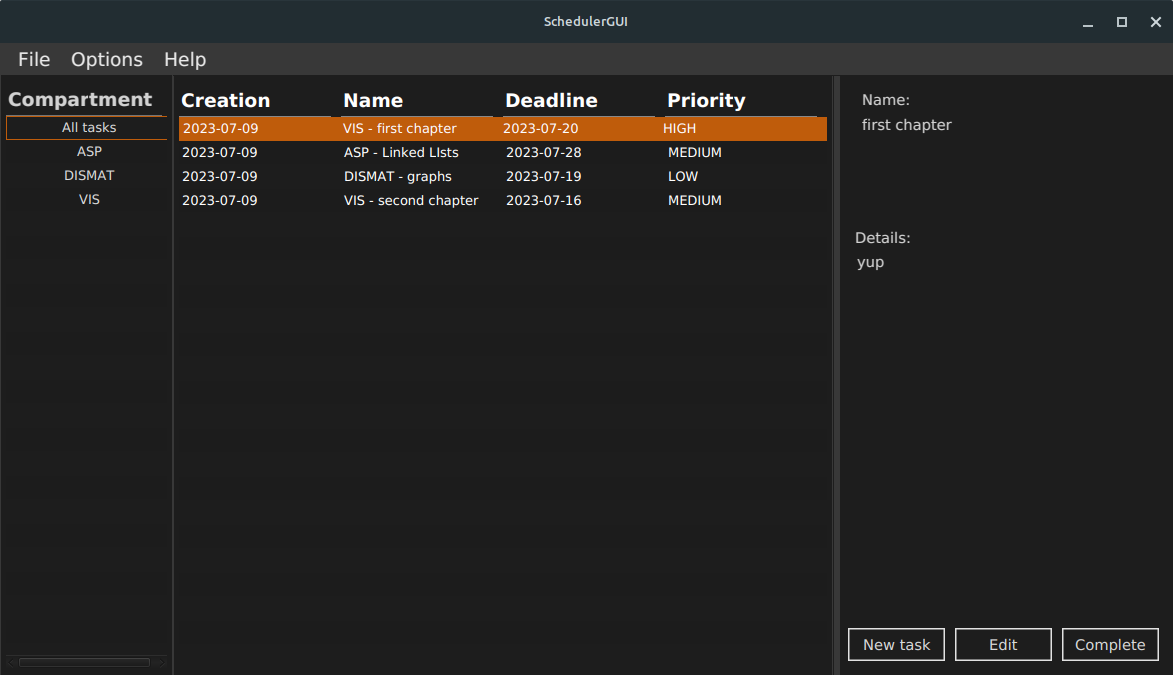 SchedulerGUI
File Options Help
Compartment
All tasks
ASP
DISMAT
VIS
Creation Name Deadline Priority
2023-07-09 VIS - first chapter 2023-07-20 HIGH
2023-07-09 ASP - Linked LIsts 2023-07-28 MEDIUM
2023-07-09 DISMAT - graphs 2023-07-19 LOW
2023-07-09 VIS - second chapter 2023-07-16 MEDIUM
Name:
first chapter
Details:
yup
New task Edit Complete